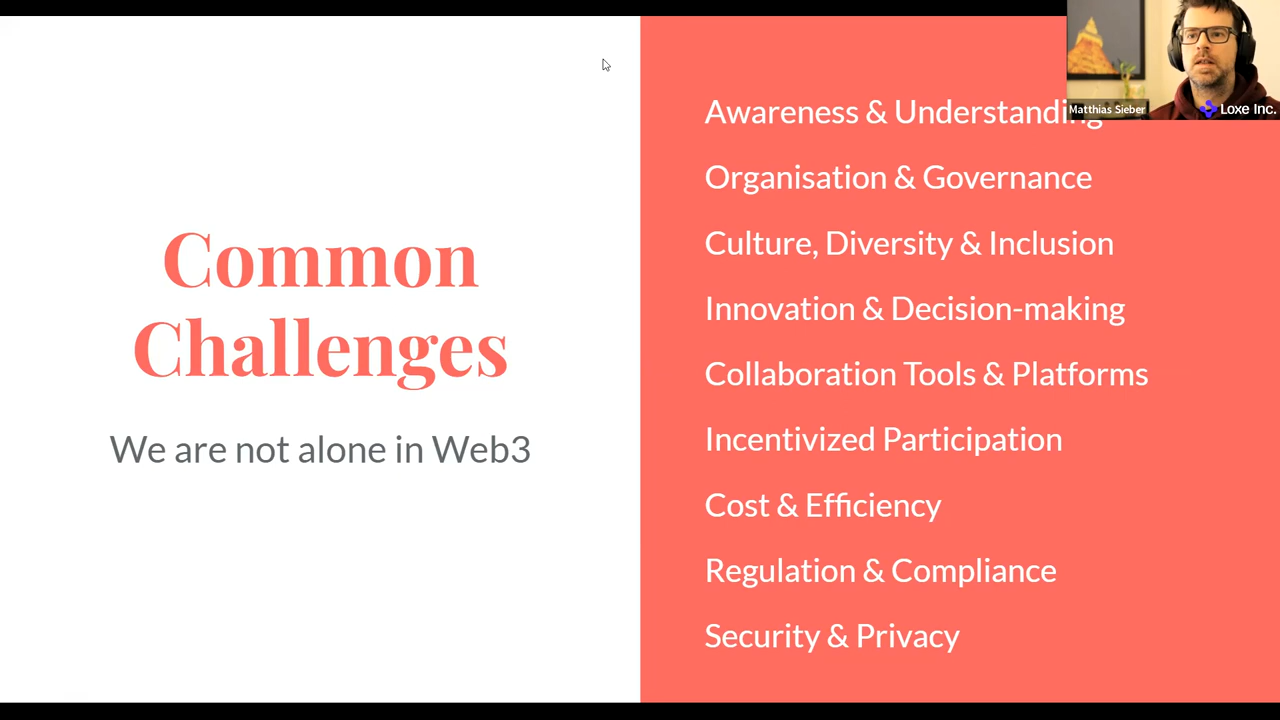 Common
Challenges
We are not alone in Web3
Awareness & Understanding
Organisation & Governance
Culture, Diversity & Inclusion
Innovation & Decision-making
Collaboration Tools & Platforms
Incentivized Participation
Cost & Efficiency
Regulation & Compliance
Security & Privacy
Matthias Sieber
Loxe Inc.